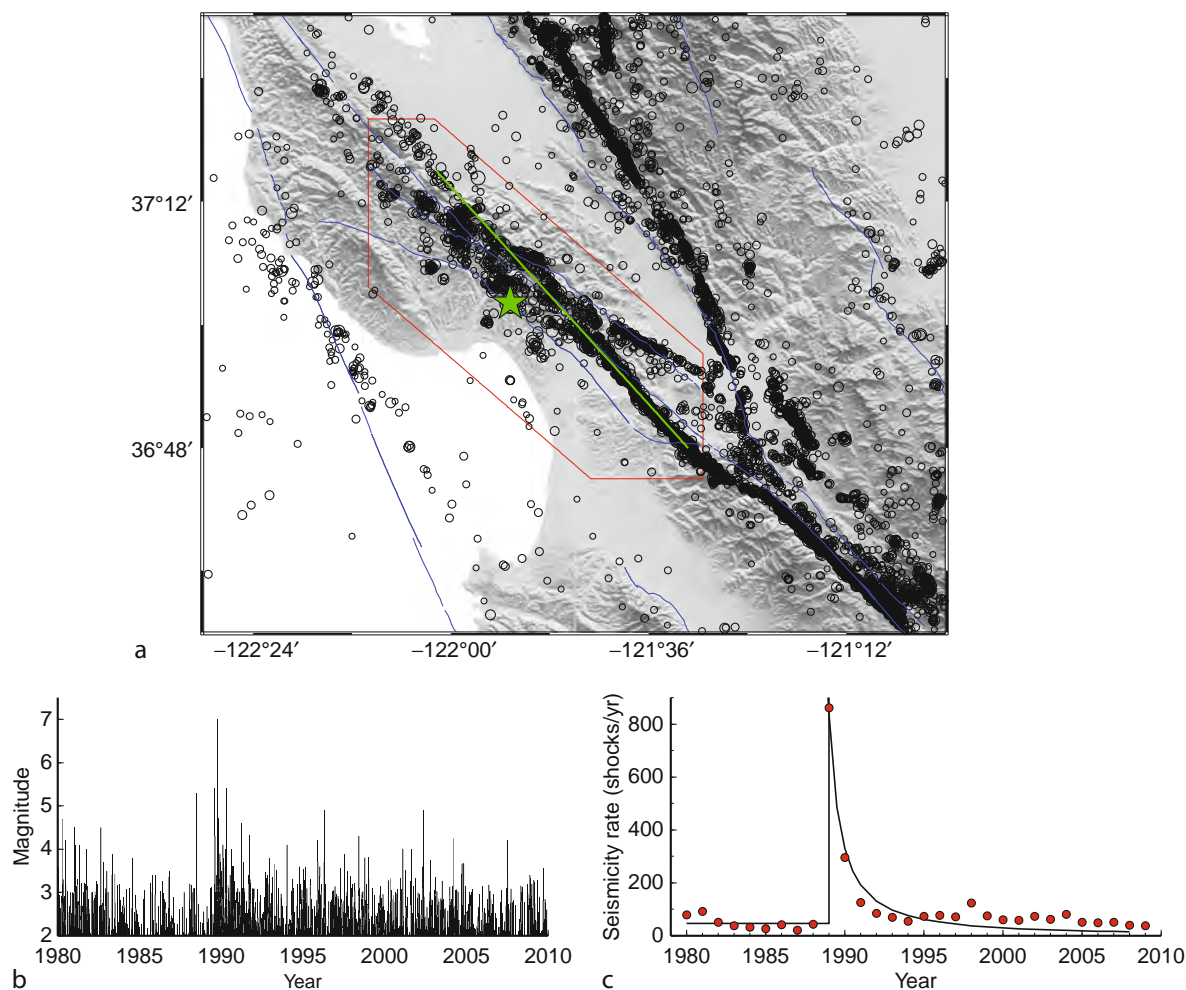 37°12′
36°48′
−122°24′ −122°00′ −121°36′ −121°12′
a
Magnitude
7
6
5
4
3
2
1980 1985 1990 1995 2000 2005 2010
Year
b
Seismicity rate (shocks/yr)
800
600
400
200
0
1980 1985 1990 1995 2000 2005 2010
Year
c